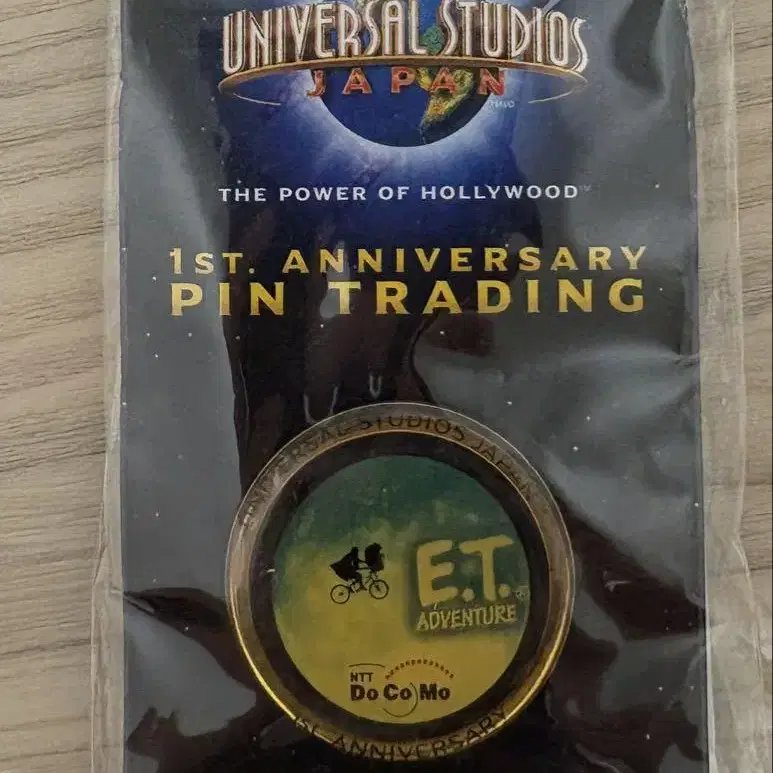 UNIVERSAL STUDIOS
JAPAN
THE POWER OF HOLLYWOOD
1ST. ANNIVERSARY
PIN TRADING
UNIVERSAL STUDIOS JAPAN
E.T.
ADVENTURE
NTT
DoCoMo
1ST ANNIVERSARY